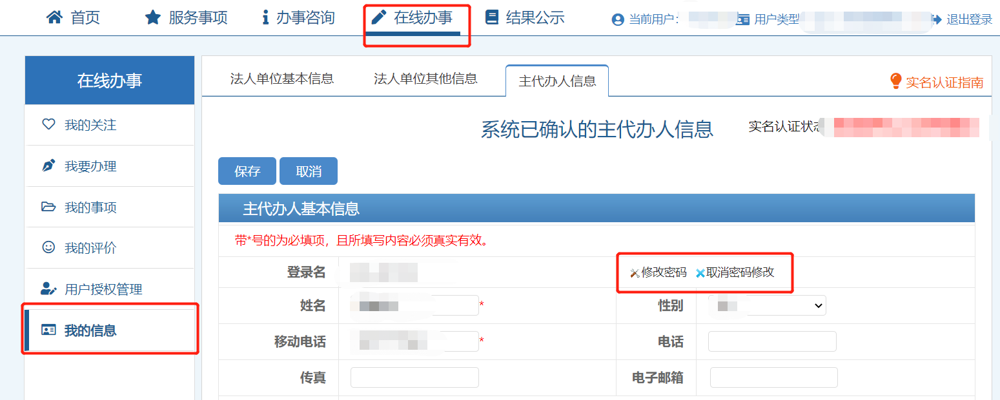 首页 服务事项 办事咨询 在线办事 结果公示 当前用户: 用户类型 退出登录
在线办事
我的关注
我要办理
我的事项
我的评价
用户授权管理
我的信息
法人单位基本信息 法人单位其他信息 主代办人信息 实名认证指南
系统已确认的主代办人信息 实名认证状态
保存 取消
主代办人基本信息
带*号的为必填项，且所填写内容必须真实有效。
登录名 修改密码 取消密码修改
姓名 * 性别
移动电话 * 电话
传真 电子邮箱